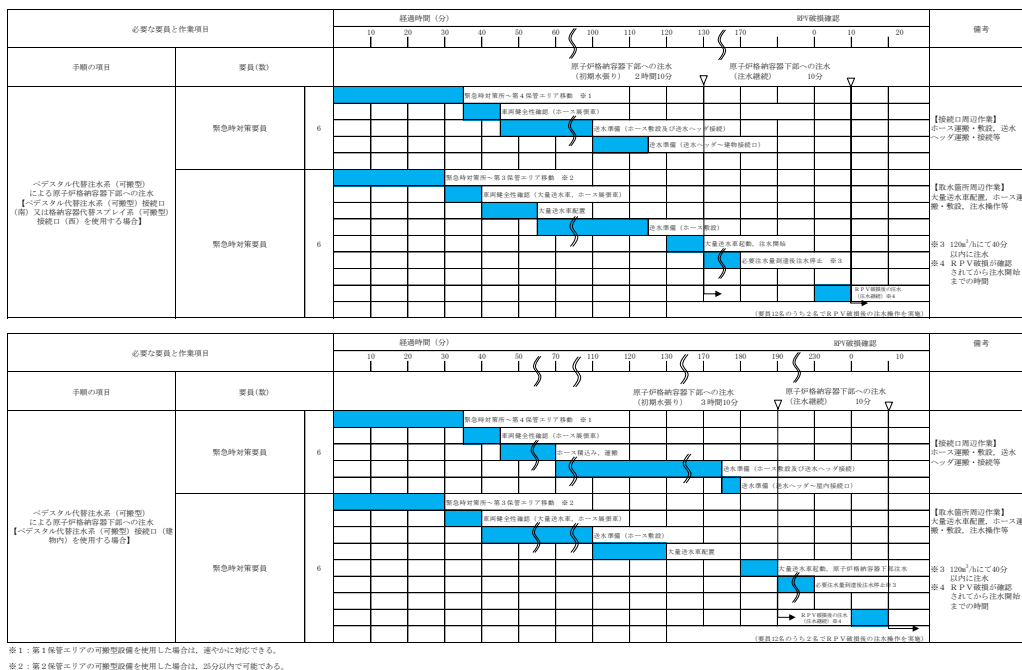 必要な要員と作業項目
経過時間（分）
RPV破損確認
備考
10 20 30 40 50 60 100 110 120 130 170 0 10 20
手順の項目
要員(数)
原子炉格納容器下部への注水
（初期水張り） 2時間10分
原子炉格納容器下部への注水
（注水継続） 10分
ペデスタル代替注水系（可搬型）
による原子炉格納容器下部への注水
【ペデスタル代替注水系（可搬型）接続口
（南）又は格納容器代替スプレイ系（可搬型）
接続口（西）を使用する場合】
緊急時対策要員
6
緊急時対策所～第４保管エリア移動 ※１
車両健全性確認（ホース展張車）
送水準備（ホース敷設及び送水ヘッダ接続）
送水準備（送水ヘッダ～建物接続口）
【接続口周辺作業】
ホース運搬・敷設，送水
ヘッダ運搬・接続等
緊急時対策要員
6
緊急時対策所～第３保管エリア移動 ※２
車両健全性確認（大量送水車，ホース展張車）
大量送水車配置
送水準備（ホース敷設）
大量送水車起動，注水開始
必要注水量到達後注水停止 ※３
ＲＰＶ破損後の注水
（注水継続）※４
（要員12名のうち２名でＲＰＶ破損後の注水操作を実施）
【取水箇所周辺作業】
大量送水車配置，ホース運
搬・敷設，注水操作等
※３ 120m³/hにて40分
以内に注水
※４ ＲＰＶ破損が確認
されてから注水開始
までの時間
必要な要員と作業項目
経過時間（分）
RPV破損確認
備考
10 20 30 40 50 70 110 120 130 170 180 190 230 0 10
手順の項目
要員(数)
原子炉格納容器下部への注水
（初期水張り） ３時間10分
原子炉格納容器下部への注水
（注水継続） 10分
ペデスタル代替注水系（可搬型）
による原子炉格納容器下部への注水
【ペデスタル代替注水系（可搬型）接続口（建
物内）を使用する場合】
緊急時対策要員
6
緊急時対策所～第４保管エリア移動 ※１
車両健全性確認（ホース展張車）
ホース積込み，運搬
送水準備（ホース敷設及び送水ヘッダ接続）
送水準備（送水ヘッダ～屋内接続口）
【接続口周辺作業】
ホース運搬・敷設，送水
ヘッダ運搬・接続等
緊急時対策要員
6
緊急時対策所～第３保管エリア移動 ※２
車両健全性確認（大量送水車，ホース展張車）
送水準備（ホース敷設）
大量送水車配置
大量送水車起動，原子炉格納容器下部注水
必要注水量到達後注水停止※３
ＲＰＶ破損後の注水
（注水継続）※４
（要員12名のうち２名でＲＰＶ破損後の注水操作を実施）
【取水箇所周辺作業】
大量送水車配置，ホース運
搬・敷設，注水操作等
※３ 120m³/hにて40分
以内に注水
※４ ＲＰＶ破損が確認
されてから注水開始
までの時間
※１：第１保管エリアの可搬型設備を使用した場合は，速やかに対応できる。
※２：第２保管エリアの可搬型設備を使用した場合は，25分以内で可能である。